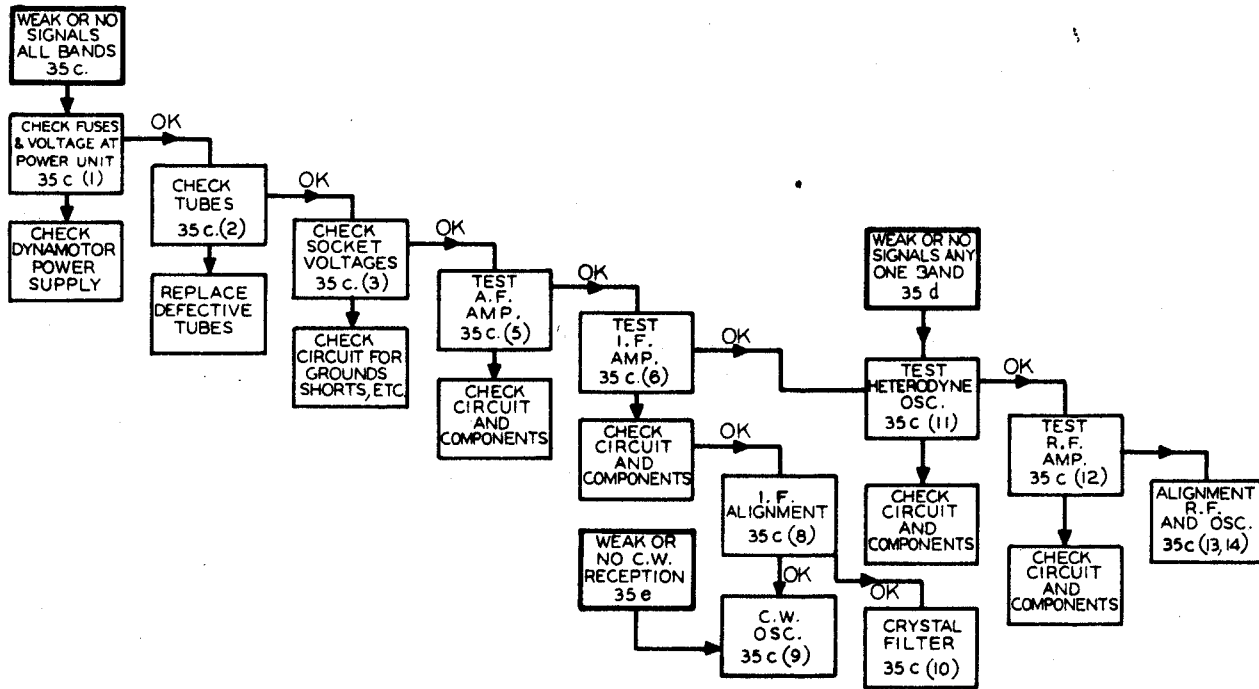 WEAK OR NO
SIGNALS
ALL BANDS
35 c.
CHECK FUSES
& VOLTAGE AT
POWER UNIT
35 c (1)
OK
CHECK
DYNAMOTOR
POWER
SUPPLY
CHECK
TUBES
35 c. (2)
OK
REPLACE
DEFECTIVE
TUBES
CHECK
SOCKET
VOLTAGES
35 c. (3)
OK
CHECK
CIRCUIT FOR
GROUNDS
SHORTS, ETC.
TEST
A. F.
AMP.
35 c. (5)
OK
CHECK
CIRCUIT
AND
COMPONENTS
TEST
I. F.
AMP.
35 c. (6)
OK
CHECK
CIRCUIT
AND
COMPONENTS
OK
I. F.
ALIGNMENT
35 c (8)
OK
OK
WEAK OR
NO C.W.
RECEPTION
35 e
C. W.
OSC.
35 c (9)
CRYSTAL
FILTER
35 c (10)
WEAK OR NO
SIGNALS ANY
ONE BAND
35 d
TEST
HETERODYNE
OSC.
35 c (11)
OK
CHECK
CIRCUIT
AND
COMPONENTS
TEST
R. F.
AMP.
35 c (12)
CHECK
CIRCUIT
AND
COMPONENTS
ALIGNMENT
R. F.
AND OSC.
35c (13, 14)